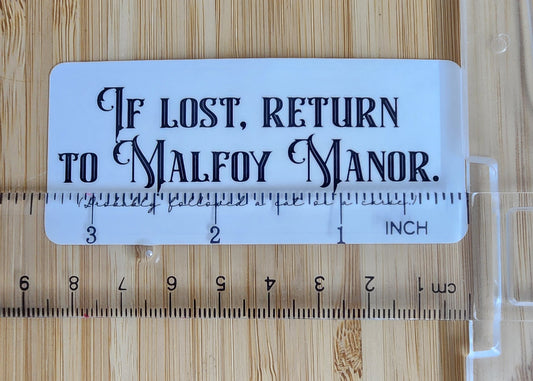 IF LOST, RETURN
TO MALFOY MANOR.
followed a
3 2 1 INCH
9 8 7 6 5 4 3 2 1 cm